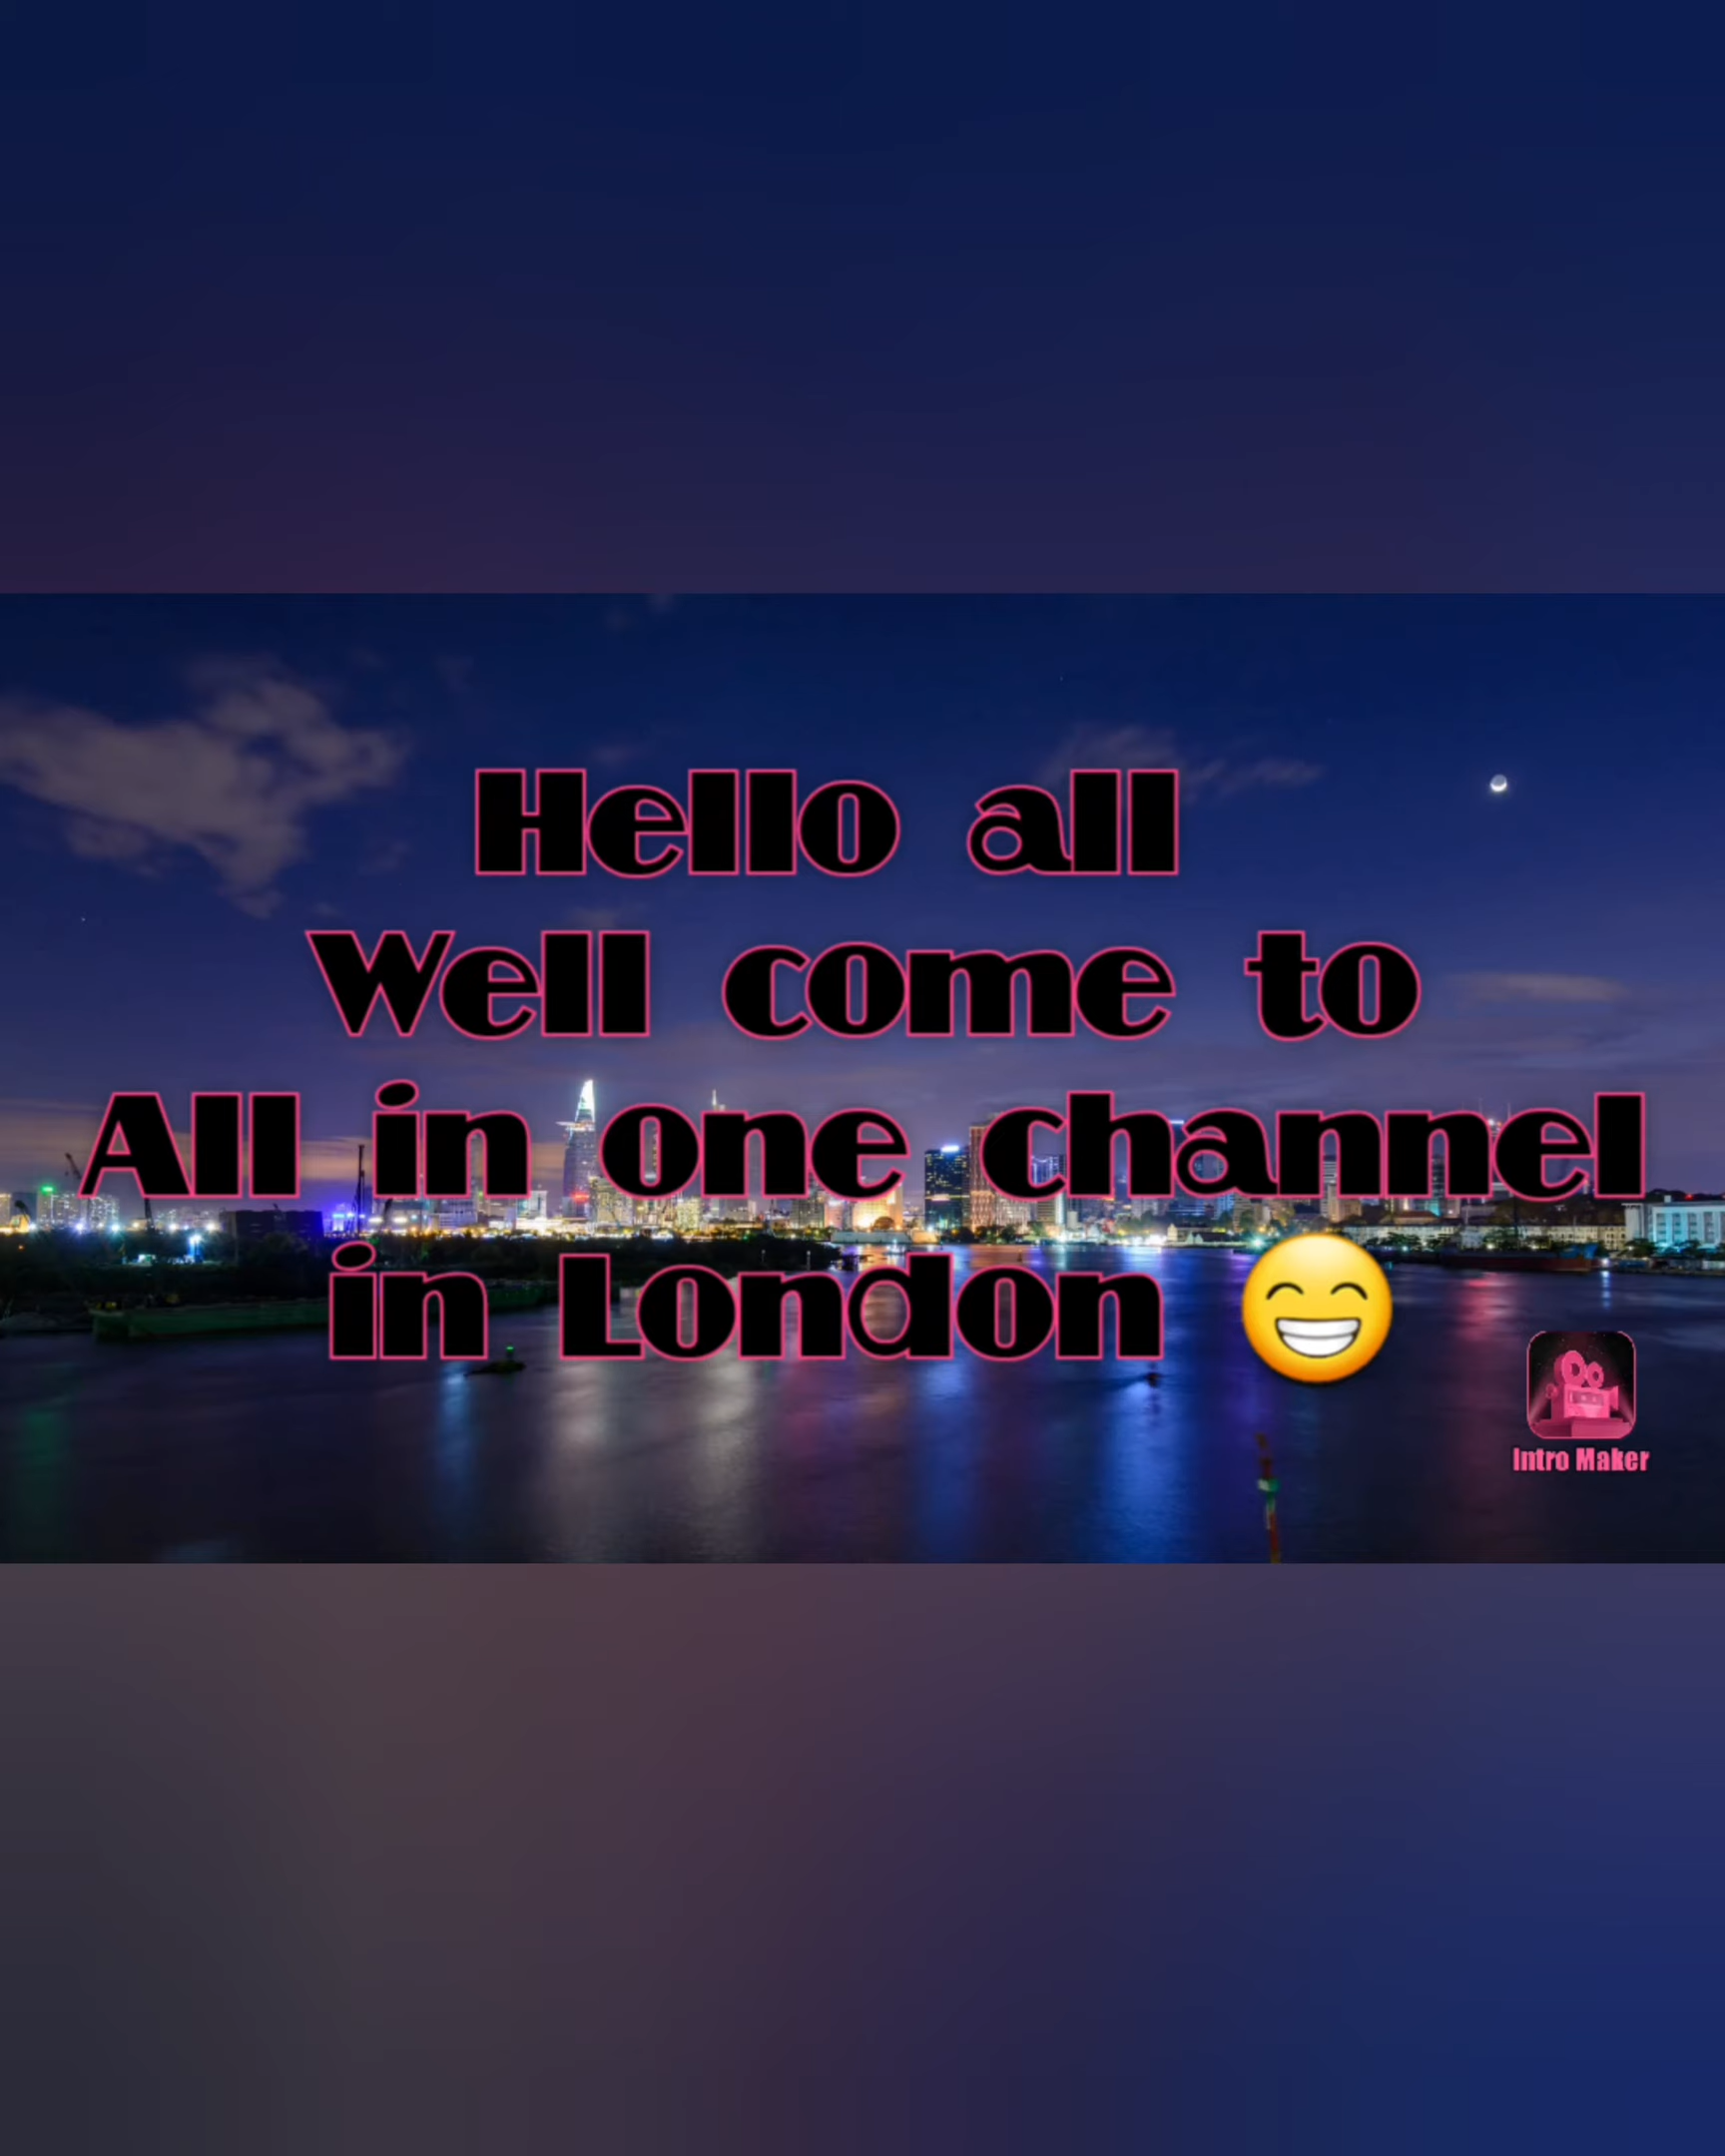 Hello all
Well come to
All in one channel
in London 😁
Intro Maker